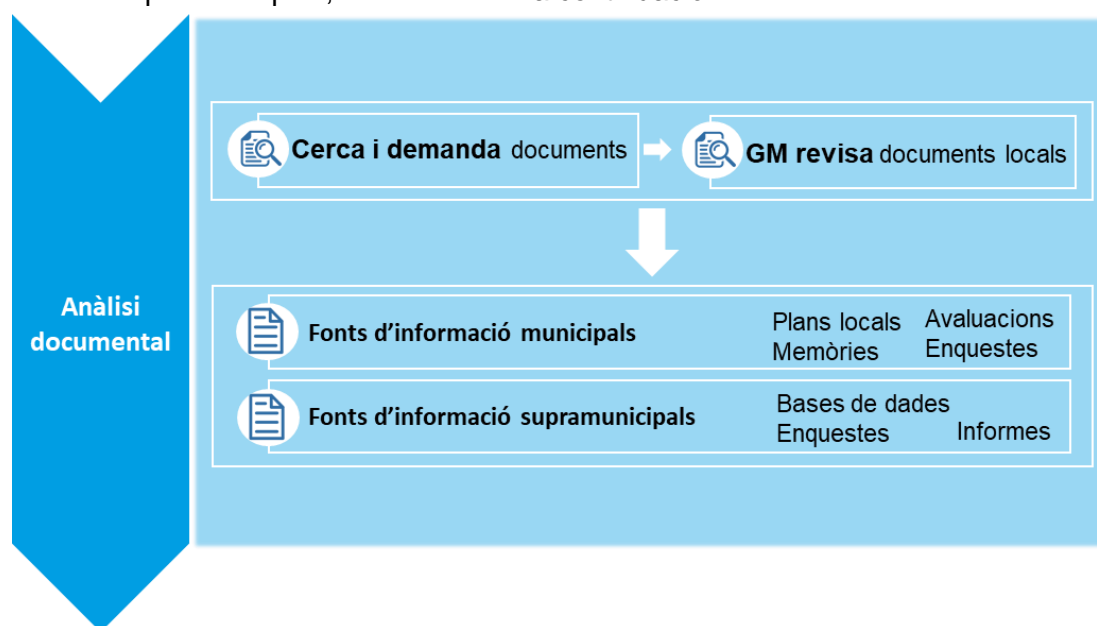 Cerca i demanda documents
GM revisa documents locals
Anàlisi
documental
Fonts d’informació municipals
Plans locals
Avaluacions
Memòries
Enquestes
Fonts d’informació supramunicipals
Bases de dades
Enquestes
Informes